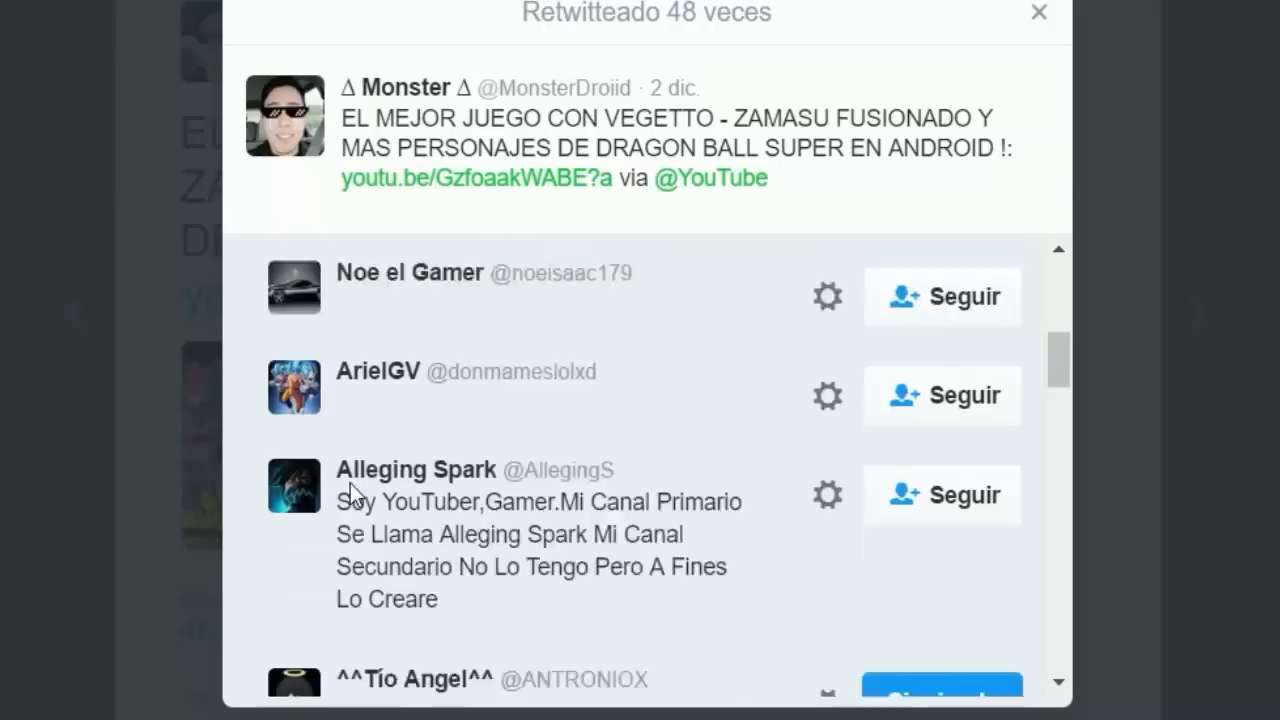 Retwitteado 48 veces
Δ Monster Δ @MonsterDroiid · 2 dic.
EL MEJOR JUEGO CON VEGETTO - ZAMASU FUSIONADO Y
MAS PERSONAJES DE DRAGON BALL SUPER EN ANDROID !:
youtu.be/GzfoaakWABE?a via @YouTube
Noe el Gamer @noeisaac179
Seguir
ArielGV @donmameslolxd
Seguir
Alleging Spark @AllegingS
Seguir
Soy YouTuber,Gamer.Mi Canal Primario
Se Llama Alleging Spark Mi Canal
Secundario No Lo Tengo Pero A Fines
Lo Creare
^^Tío Angel^^ @ANTRONIOX